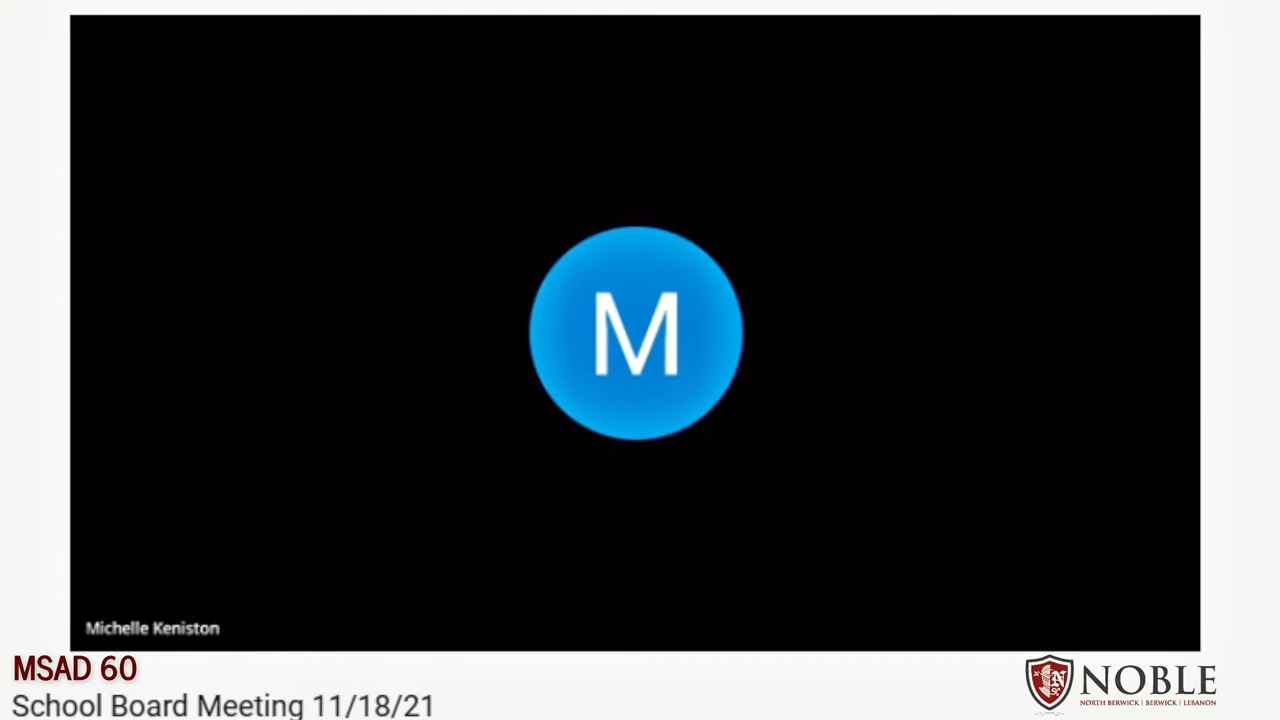 M
Michelle Keniston
MSAD 60
School Board Meeting 11/18/21
NOBLE
NORTH BERWICK | BERWICK | LEBANON